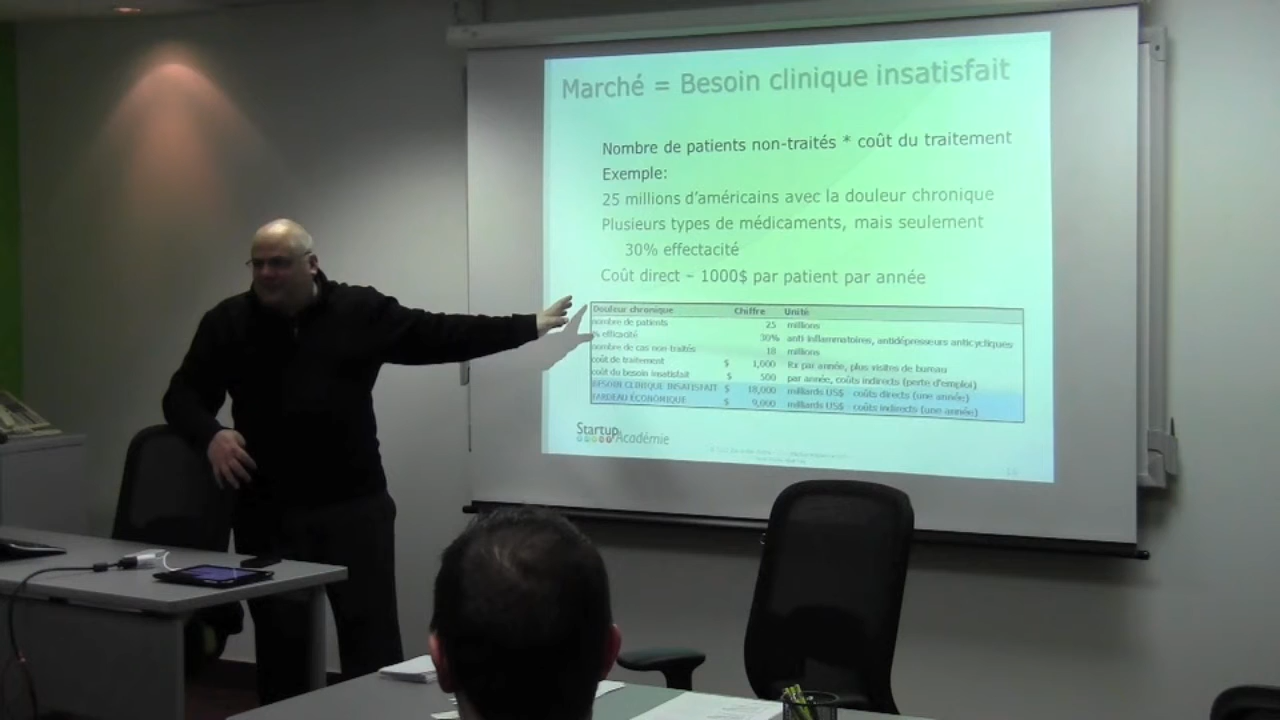 Marché = Besoin clinique insatisfait
Nombre de patients non-traités * coût du traitement
Exemple:
25 millions d'américains avec la douleur chronique
Plusieurs types de médicaments, mais seulement
30% effectacité
Coût direct – 1000$ par patient par année
Douleur chronique Chiffre Unité
nombre de patients 25 millions
% efficacité 30% anti inflammatoires, antidépresseurs anticycliques
nombre de cas non-traités 18 millions
coût de traitement $ 1,000 Rx par année, plus visites de bureau
coût du besoin insatisfait $ 500 par année, coûts indirects (perte d'emploi)
BESOIN CLINIQUE INSATISFAIT $ 18,000 milliards US$ coûts directs (une année)
FARDEAU ÉCONOMIQUE $ 9,000 milliards US$ coûts indirects (une année)
Startup Académie